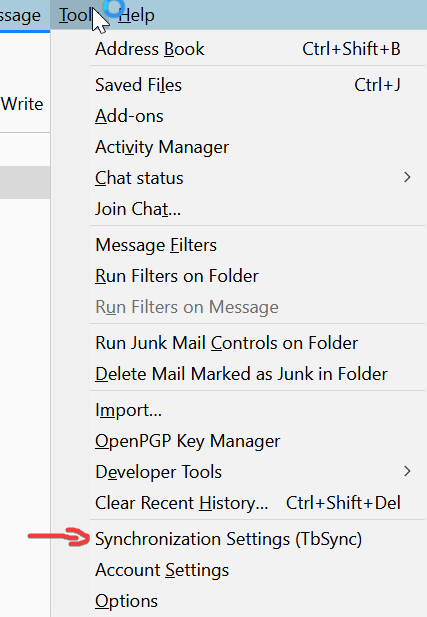 ssage Tools Help
Address Book Ctrl+Shift+B
Saved Files Ctrl+J
Add-ons
Write
Activity Manager
Chat status
Join Chat...
Message Filters
Run Filters on Folder
Run Filters on Message
Run Junk Mail Controls on Folder
Delete Mail Marked as Junk in Folder
Import...
OpenPGP Key Manager
Developer Tools
Clear Recent History... Ctrl+Shift+Del
Synchronization Settings (TbSync)
Account Settings
Options